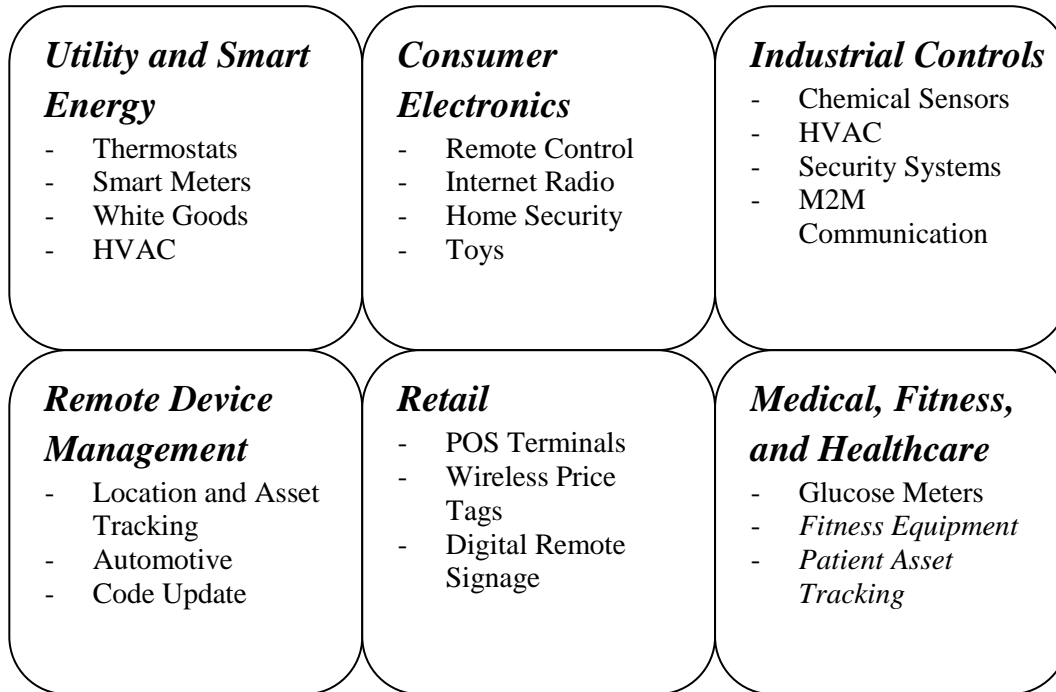 Utility and Smart
Energy
- Thermostats
- Smart Meters
- White Goods
- HVAC
Consumer
Electronics
- Remote Control
- Internet Radio
- Home Security
- Toys
Industrial Controls
- Chemical Sensors
- HVAC
- Security Systems
- M2M
Communication
Remote Device
Management
- Location and Asset
Tracking
- Automotive
- Code Update
Retail
- POS Terminals
- Wireless Price
Tags
- Digital Remote
Signage
Medical, Fitness,
and Healthcare
- Glucose Meters
- Fitness Equipment
- Patient Asset
Tracking